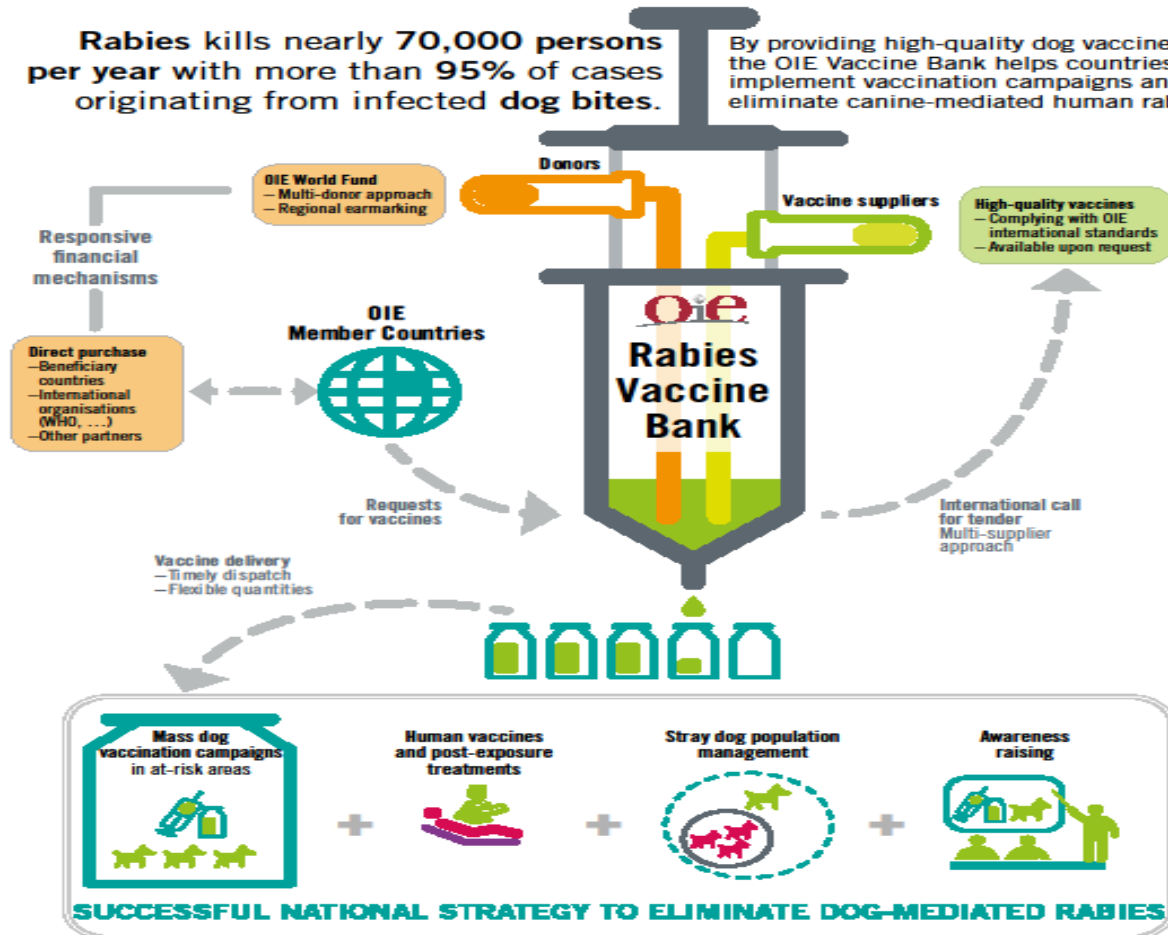 Rabies kills nearly 70,000 persons
per year with more than 95% of cases
originating from infected dog bites.
By providing high-quality dog vaccine
the OIE Vaccine Bank helps countries
implement vaccination campaigns an
eliminate canine-mediated human ral
Donors
OIE World Fund
– Multi-donor approach
– Regional earmarking
Vaccine suppliers
High-quality vaccines
– Complying with OIE
international standards
– Available upon request
Responsive
financial
mechanisms
OIE
Member Countries
Direct purchase
–Beneficiary
countries
–International
organisations
(WHO, ...)
–Other partners
oie
Rabies
Vaccine
Bank
Requests
for vaccines
International call
for tender
Multi-supplier
approach
Vaccine delivery
–Timely dispatch
–Flexible quantities
Mass dog
vaccination campaigns
in at-risk areas
+
Human vaccines
and post-exposure
treatments
+
Stray dog population
management
+
Awareness
raising
SUCCESSFUL NATIONAL STRATEGY TO ELIMINATE DOG-MEDIATED RABIES